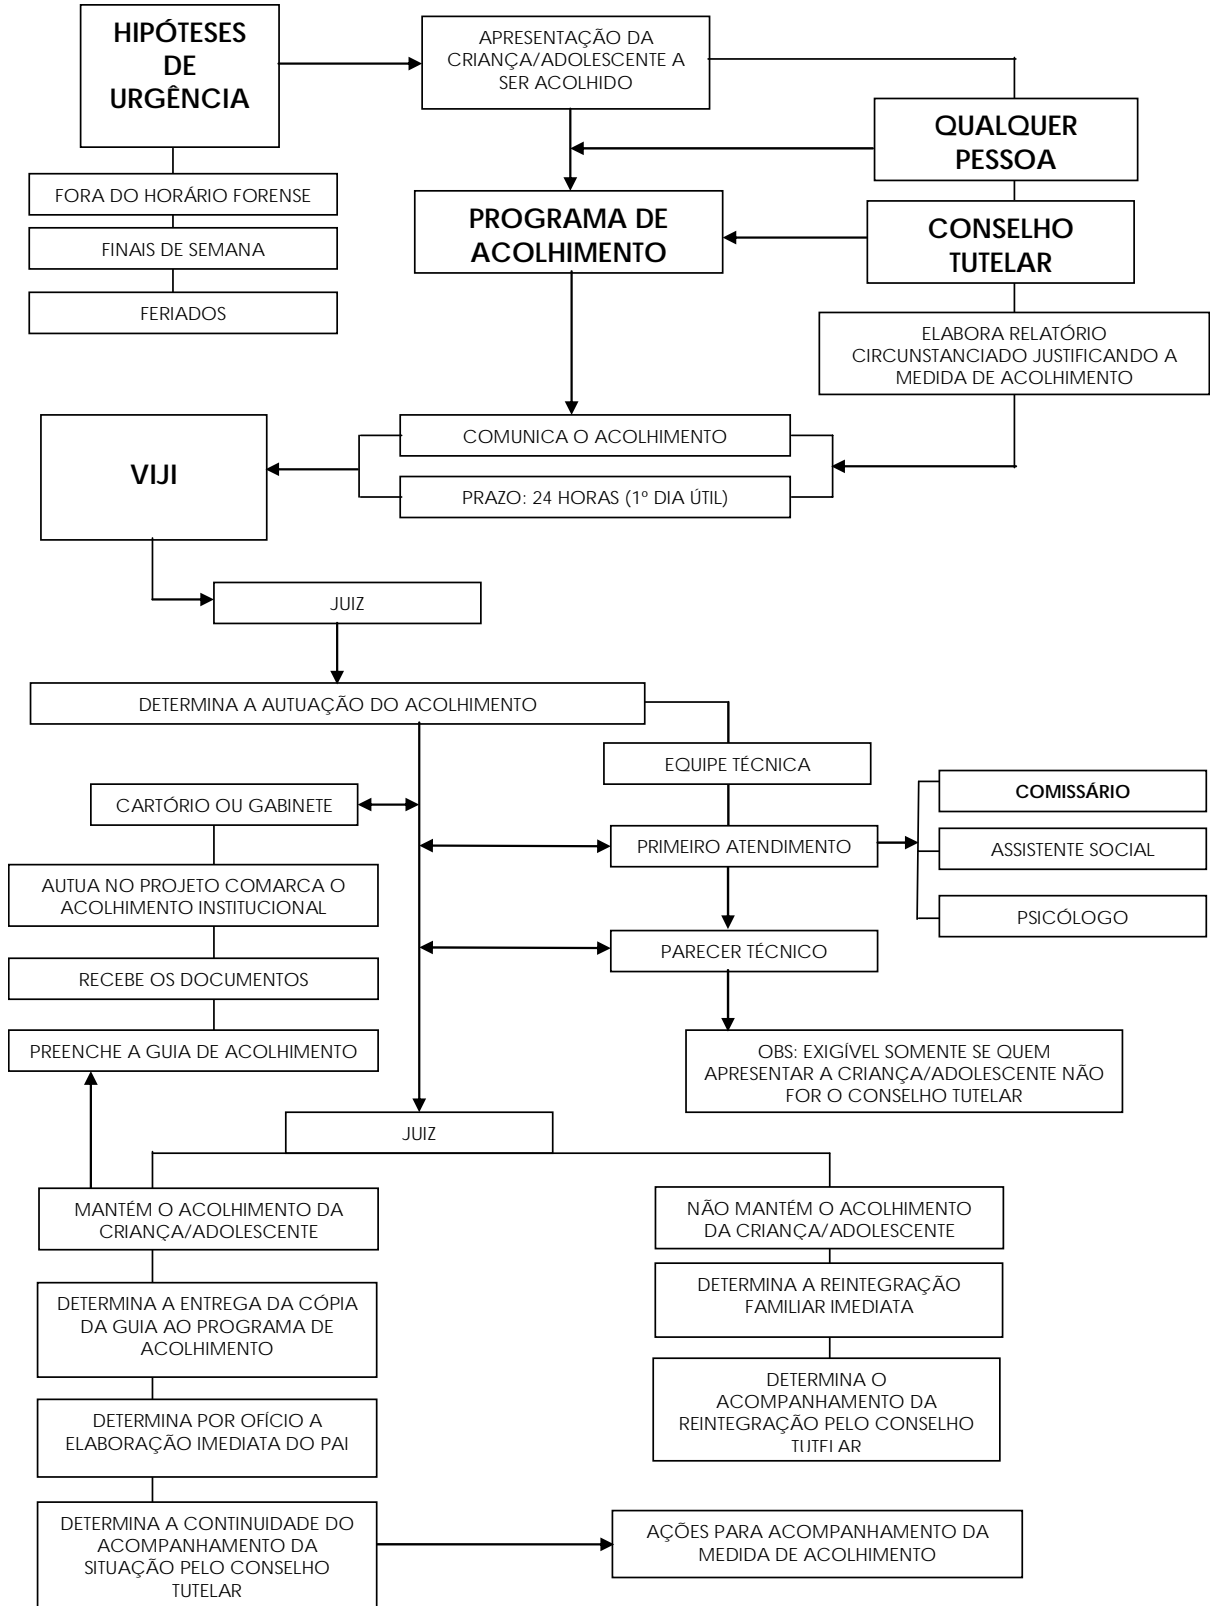 HIPÓTESES
DE
URGÊNCIA
APRESENTAÇÃO DA
CRIANÇA/ADOLESCENTE A
SER ACOLHIDO
QUALQUER
PESSOA
FORA DO HORÁRIO FORENSE
PROGRAMA DE
ACOLHIMENTO
CONSELHO
TUTELAR
FINAIS DE SEMANA
FERIADOS
ELABORA RELATÓRIO
CIRCUNSTANCIADO JUSTIFICANDO A
MEDIDA DE ACOLHIMENTO
VIJI
COMUNICA O ACOLHIMENTO
PRAZO: 24 HORAS (1º DIA ÚTIL)
JUIZ
DETERMINA A AUTUAÇÃO DO ACOLHIMENTO
EQUIPE TÉCNICA
CARTÓRIO OU GABINETE
COMISSÁRIO
PRIMEIRO ATENDIMENTO
ASSISTENTE SOCIAL
AUTUA NO PROJETO COMARCA O
ACOLHIMENTO INSTITUCIONAL
PSICÓLOGO
PARECER TÉCNICO
RECEBE OS DOCUMENTOS
PREENCHE A GUIA DE ACOLHIMENTO
OBS: EXIGÍVEL SOMENTE SE QUEM
APRESENTAR A CRIANÇA/ADOLESCENTE NÃO
FOR O CONSELHO TUTELAR
JUIZ
MANTÉM O ACOLHIMENTO DA
CRIANÇA/ADOLESCENTE
NÃO MANTÉM O ACOLHIMENTO
DA CRIANÇA/ADOLESCENTE
DETERMINA A ENTREGA DA CÓPIA
DA GUIA AO PROGRAMA DE
ACOLHIMENTO
DETERMINA A REINTEGRAÇÃO
FAMILIAR IMEDIATA
DETERMINA POR OFÍCIO A
ELABORAÇÃO IMEDIATA DO PAI
DETERMINA O
ACOMPANHAMENTO DA
REINTEGRAÇÃO PELO CONSELHO
TUTELAR
DETERMINA A CONTINUIDADE DO
ACOMPANHAMENTO DA
SITUAÇÃO PELO CONSELHO
TUTELAR
AÇÕES PARA ACOMPANHAMENTO DA
MEDIDA DE ACOLHIMENTO